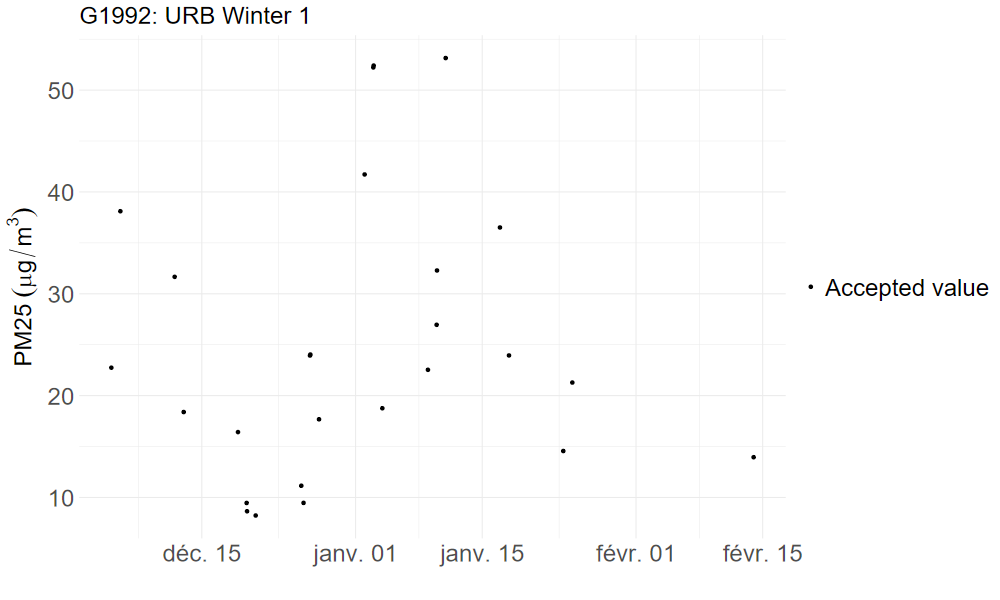 G1992: URB Winter 1
PM25 (μg/m³)
50
40
30
20
10
déc. 15
janv. 01
janv. 15
févr. 01
févr. 15
Accepted value